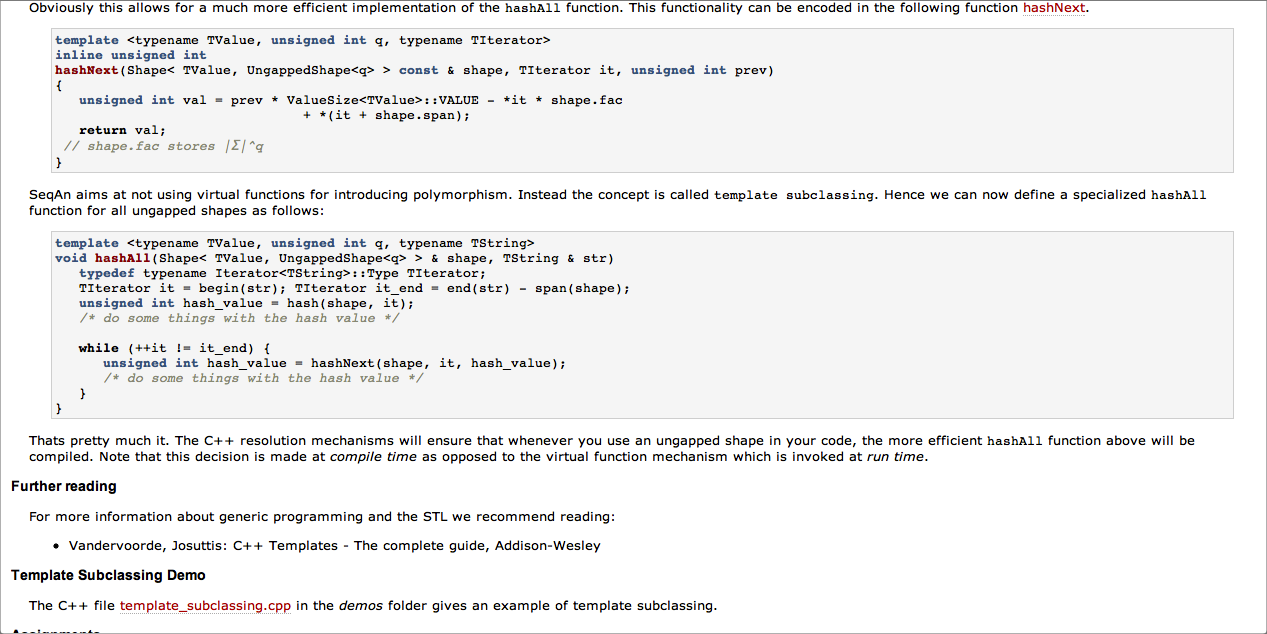 Obviously this allows for a much more efficient implementation of the hashAll function. This functionality can be encoded in the following function hashNext.
template <typename TValue, unsigned int q, typename TIterator>
inline unsigned int
hashNext(Shape< TValue, UngappedShape<q> > const & shape, TIterator it, unsigned int prev)
{
   unsigned int val = prev * ValueSize<TValue>::VALUE - *it * shape.fac
                               + *(it + shape.span);
   return val;
 // shape.fac stores |Σ|^q
}
SeqAn aims at not using virtual functions for introducing polymorphism. Instead the concept is called template subclassing. Hence we can now define a specialized hashAll
function for all ungapped shapes as follows:
template <typename TValue, unsigned int q, typename TString>
void hashAll(Shape< TValue, UngappedShape<q> > & shape, TString & str)
   typedef typename Iterator<TString>::Type TIterator;
   TIterator it = begin(str); TIterator it_end = end(str) - span(shape);
   unsigned int hash_value = hash(shape, it);
   /* do some things with the hash value */
   while (++it != it_end) {
      unsigned int hash_value = hashNext(shape, it, hash_value);
      /* do some things with the hash value */
   }
}
Thats pretty much it. The C++ resolution mechanisms will ensure that whenever you use an ungapped shape in your code, the more efficient hashAll function above will be
compiled. Note that this decision is made at compile time as opposed to the virtual function mechanism which is invoked at run time.
Further reading
For more information about generic programming and the STL we recommend reading:
• Vandervoorde, Josuttis: C++ Templates - The complete guide, Addison-Wesley
Template Subclassing Demo
The C++ file template_subclassing.cpp in the demos folder gives an example of template subclassing.
Assignments